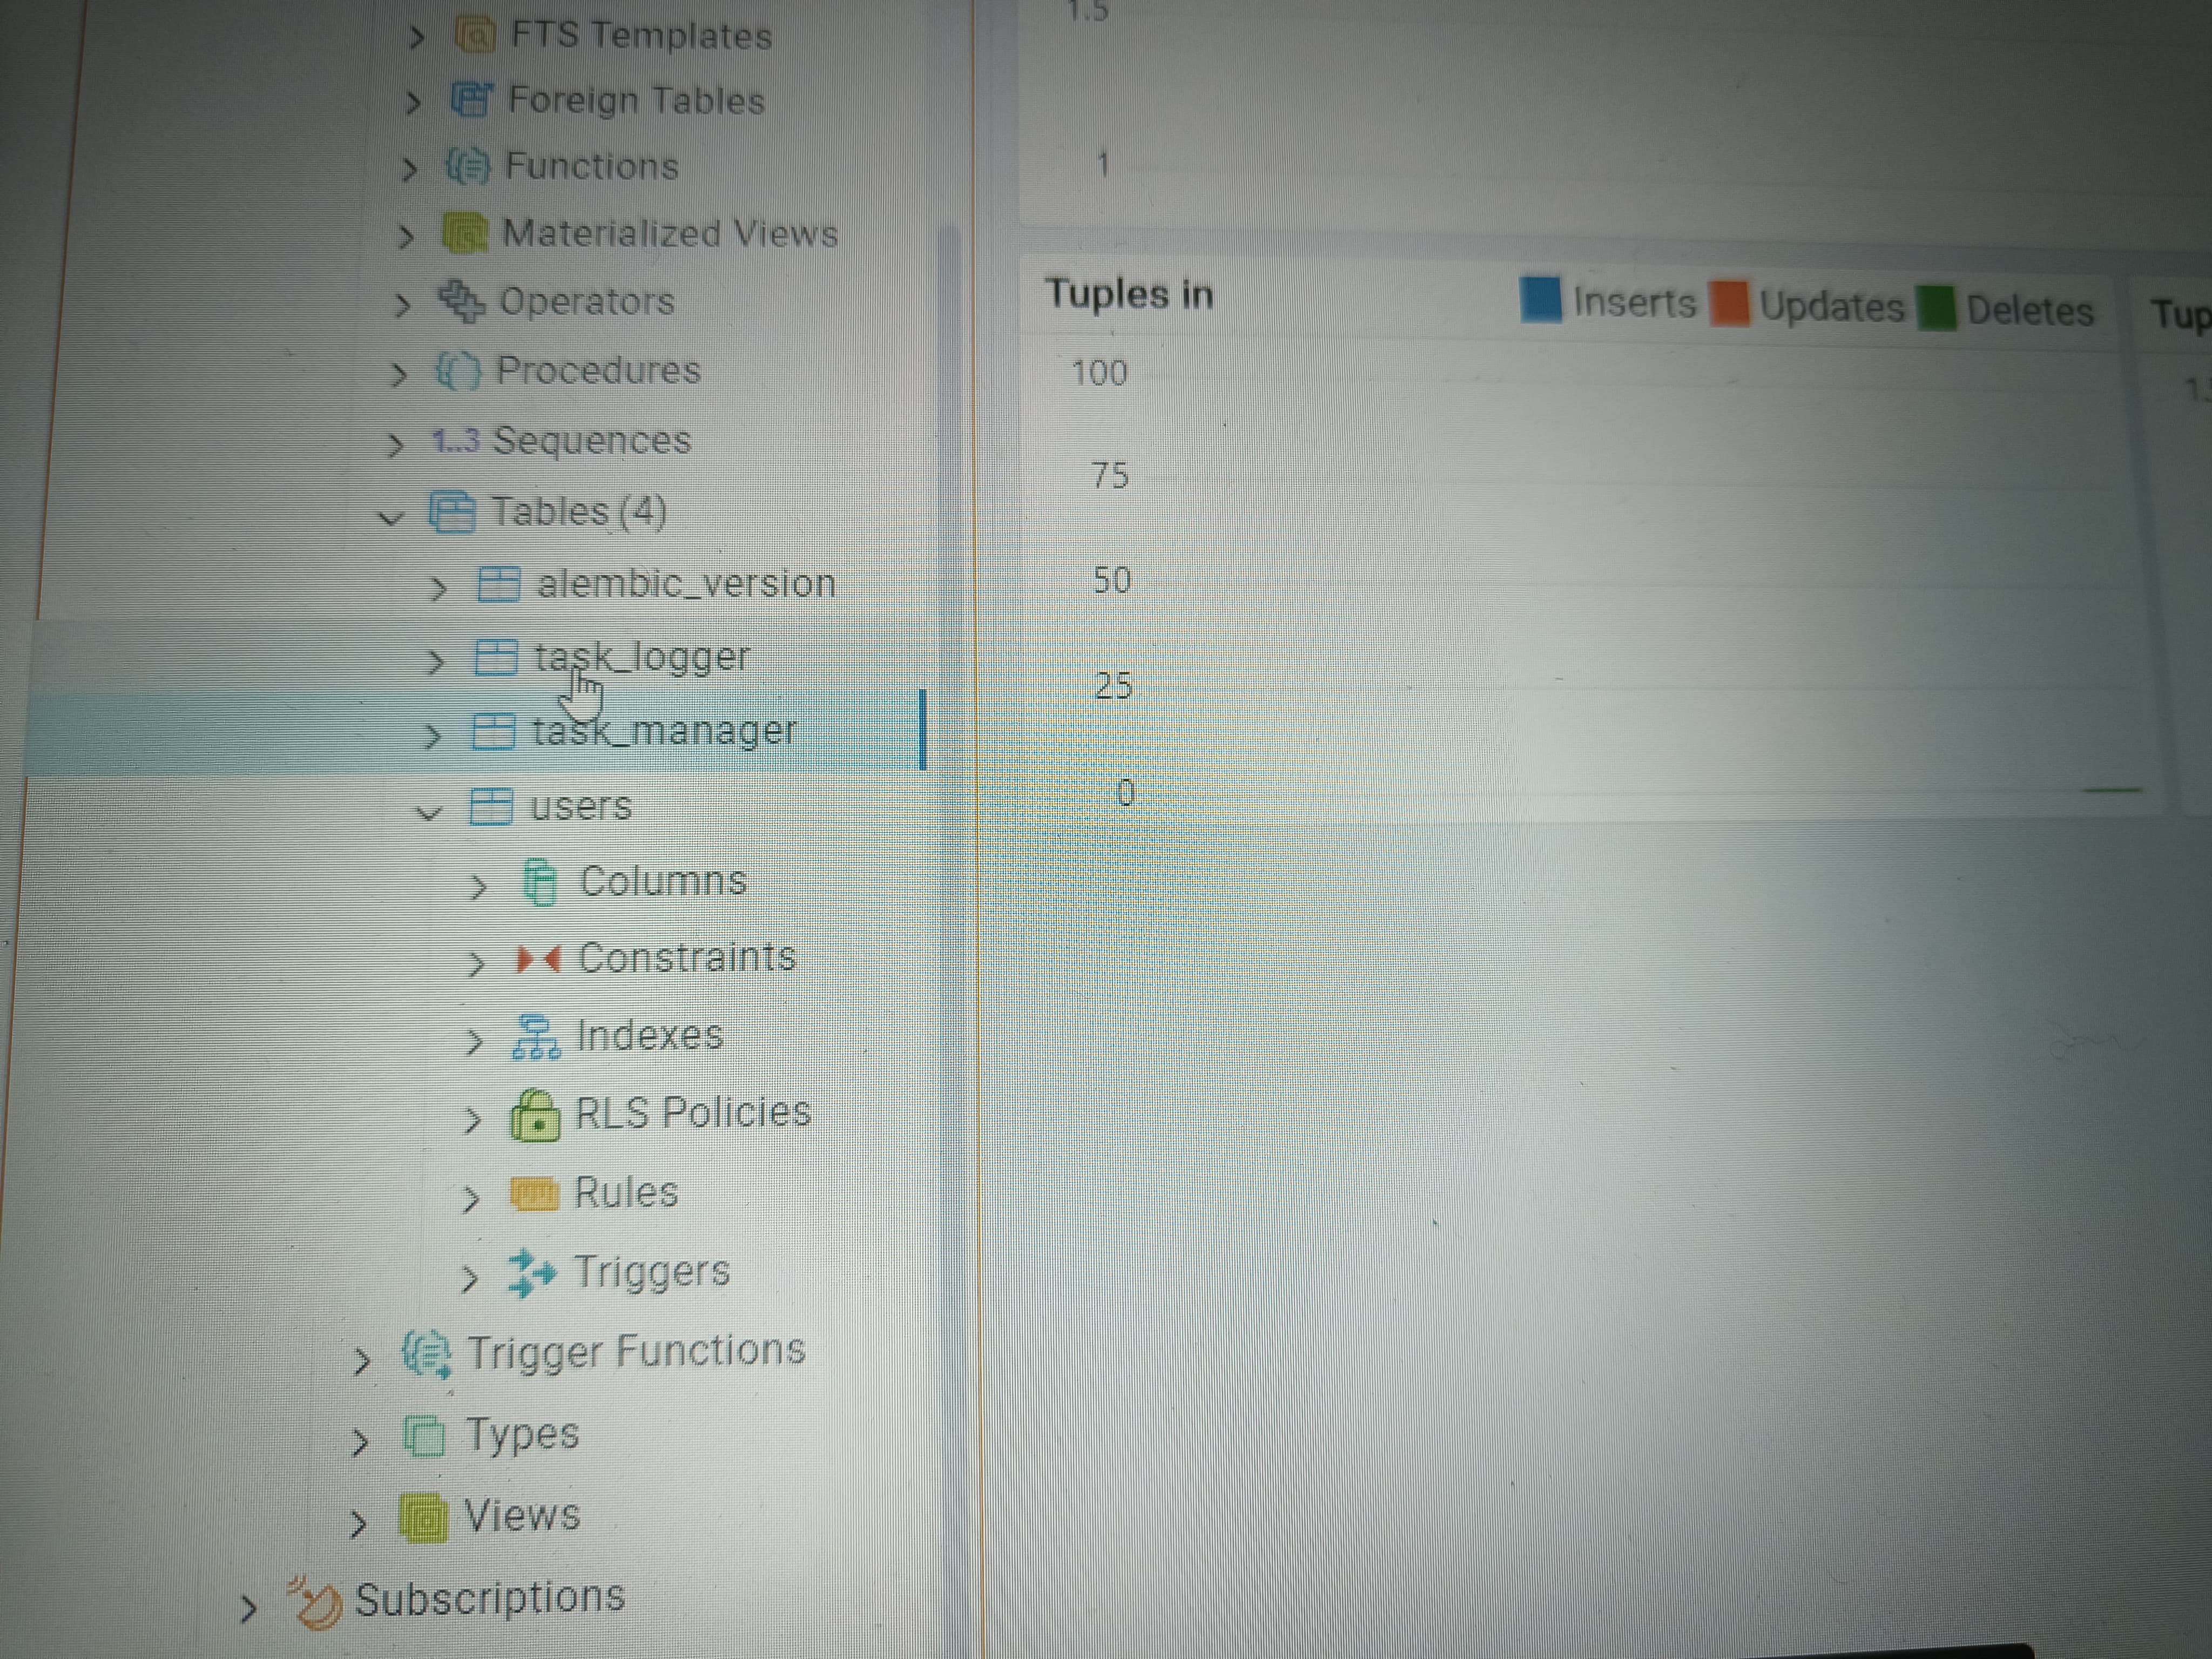 FTS Templates
Foreign Tables
Functions
Materialized Views
Operators
Procedures
1..3 Sequences
Tables (4)
alembic_version
task_logger
task_manager
users
Columns
Constraints
Indexes
RLS Policies
Rules
Triggers
Trigger Functions
Types
Views
Subscriptions
1.5
1
Tuples in
Inserts Updates Deletes
100
75
50
25
0
Tup